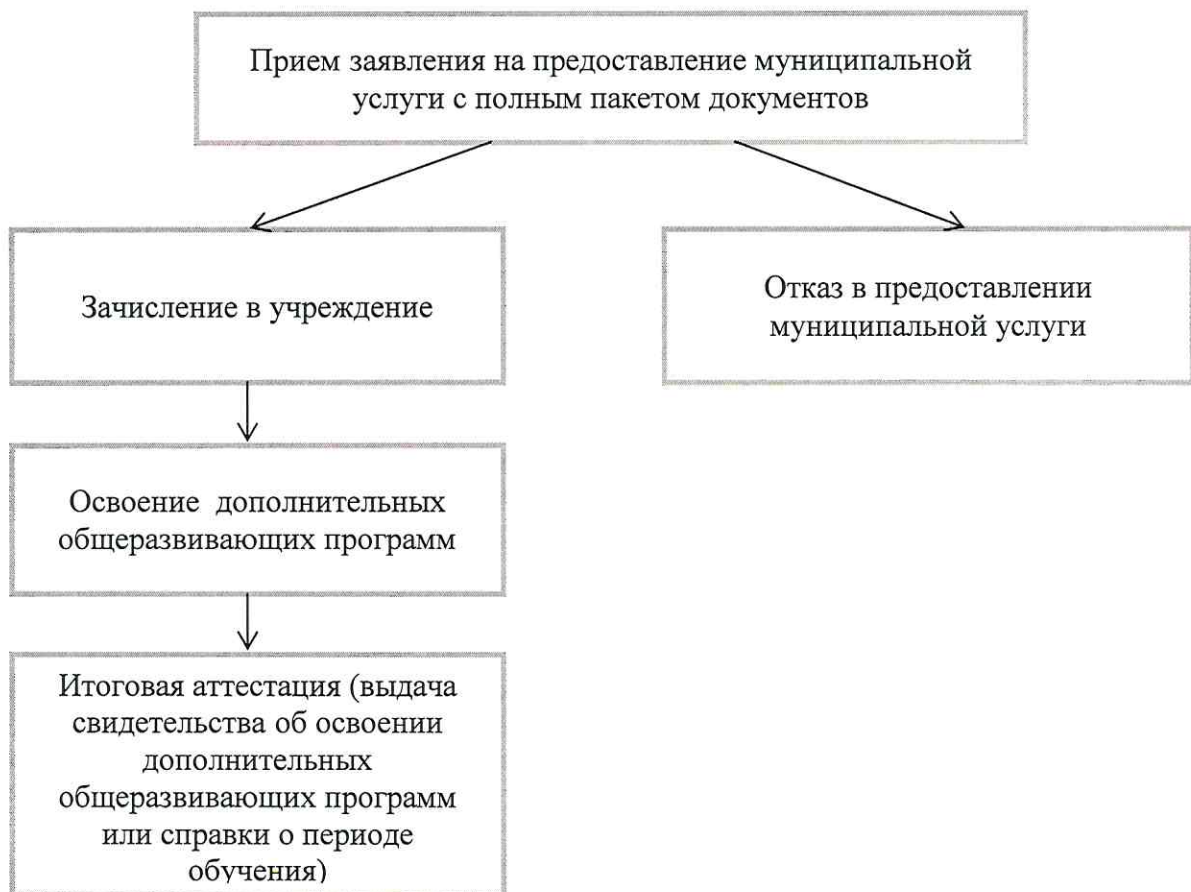 Прием заявления на предоставление муниципальной
услуги с полным пакетом документов
Зачисление в учреждение
Отказ в предоставлении
муниципальной услуги
Освоение дополнительных
общеразвивающих программ
Итоговая аттестация (выдача
свидетельства об освоении
дополнительных
общеразвивающих программ
или справки о периоде
обучения)